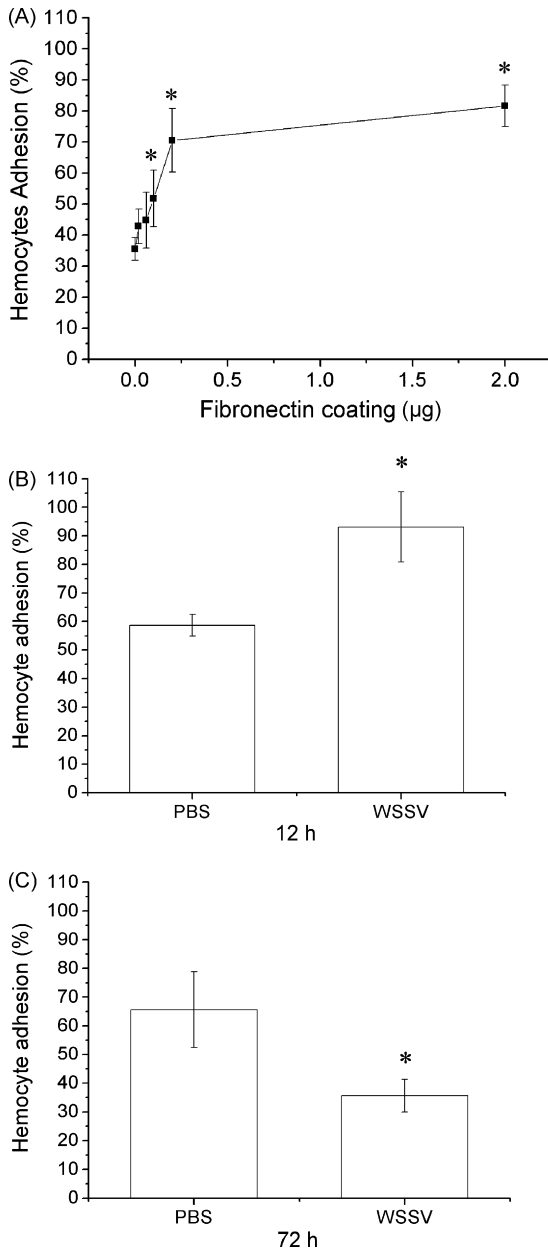 (A)
Hemocytes Adhesion (%)
110
100
90
80
70
60
50
40
30
20
10
0
* * *
0.0 0.5 1.0 1.5 2.0
Fibronectin coating (μg)
(B)
Hemocyte adhesion (%)
110
100
90
80
70
60
50
40
30
20
10
0
*
PBS WSSV
12 h
(C)
Hemocyte adhesion (%)
110
100
90
80
70
60
50
40
30
20
10
0
*
PBS WSSV
72 h